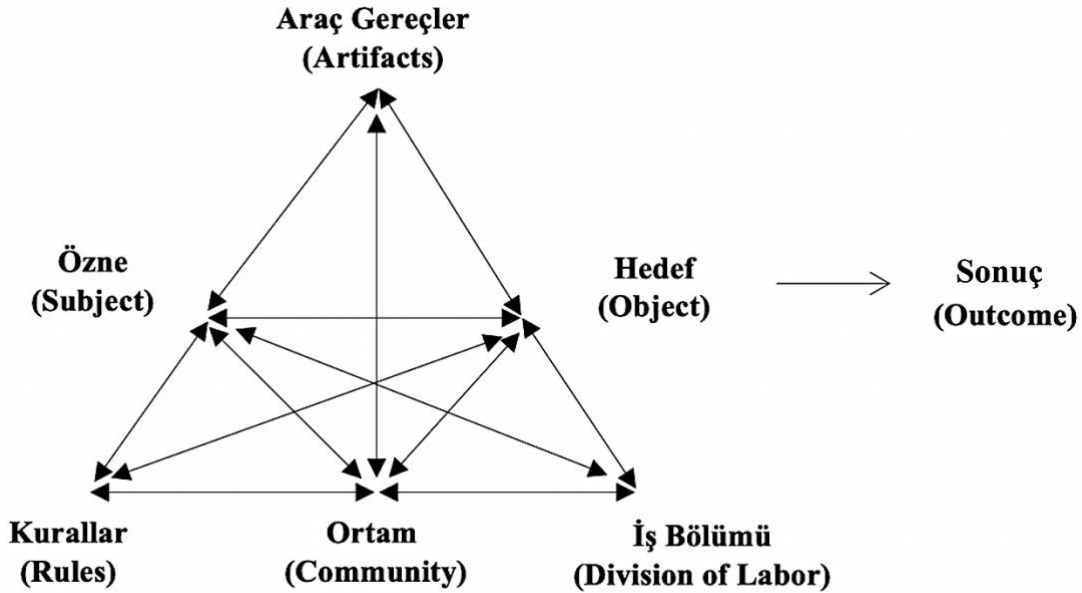 Araç Gereçler
(Artifacts)
Özne
(Subject)
Hedef
(Object)
Sonuç
(Outcome)
Kurallar
(Rules)
Ortam
(Community)
İş Bölümü
(Division of Labor)